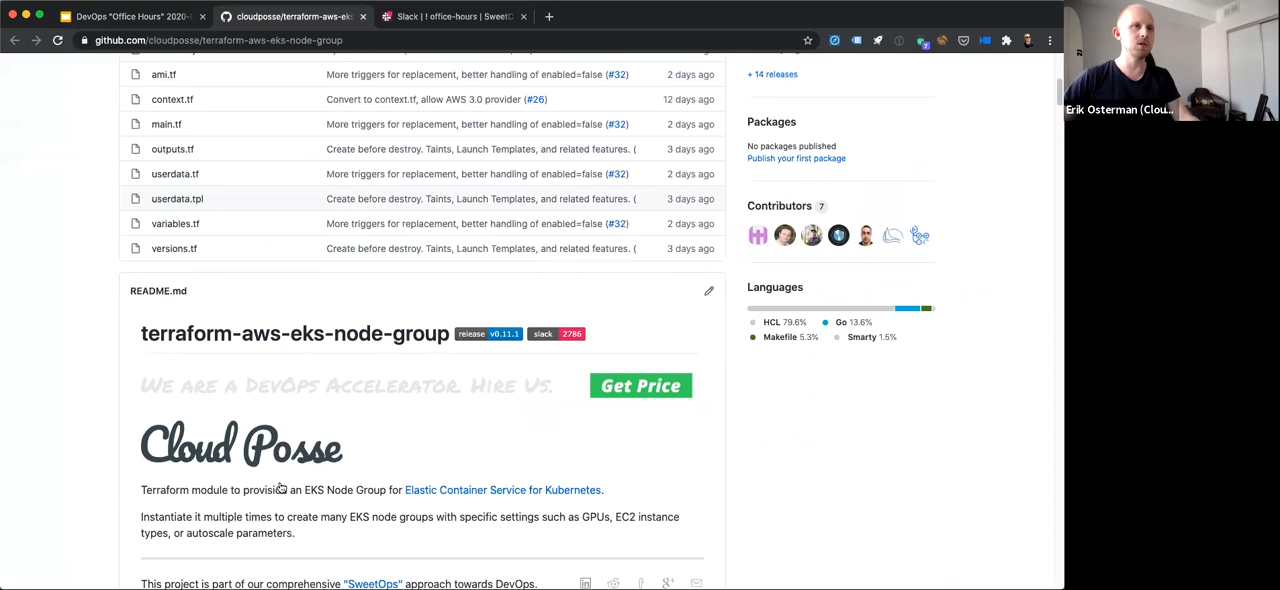 DevOps "Office Hours" 2020-
cloudposse/terraform-aws-eks-
Slack | ! office-hours | SweetO
github.com/cloudposse/terraform-aws-eks-node-group
Erik Osterman (Clou...
ami.tf More triggers for replacement, better handling of enabled=false (#32) 2 days ago
context.tf Convert to context.tf, allow AWS 3.0 provider (#26) 12 days ago
main.tf More triggers for replacement, better handling of enabled=false (#32) 2 days ago
outputs.tf Create before destroy. Taints, Launch Templates, and related features. ( 3 days ago
userdata.tf More triggers for replacement, better handling of enabled=false (#32) 2 days ago
userdata.tpl Create before destroy. Taints, Launch Templates, and related features. ( 3 days ago
variables.tf More triggers for replacement, better handling of enabled=false (#32) 2 days ago
versions.tf Create before destroy. Taints, Launch Templates, and related features. ( 3 days ago
+ 14 releases
Packages
No packages published
Publish your first package
Contributors 7
Languages
HCL 79.6% Go 13.6%
Makefile 5.3% Smarty 1.5%
README.md
terraform-aws-eks-node-group release v0.11.1 slack 2786
We are a DevOps Accelerator. Hire Us. Get Price
Cloud Posse
Terraform module to provision an EKS Node Group for Elastic Container Service for Kubernetes.
Instantiate it multiple times to create many EKS node groups with specific settings such as GPUs, EC2 instance
types, or autoscale parameters.
This project is part of our comprehensive "SweetOps" approach towards DevOps.